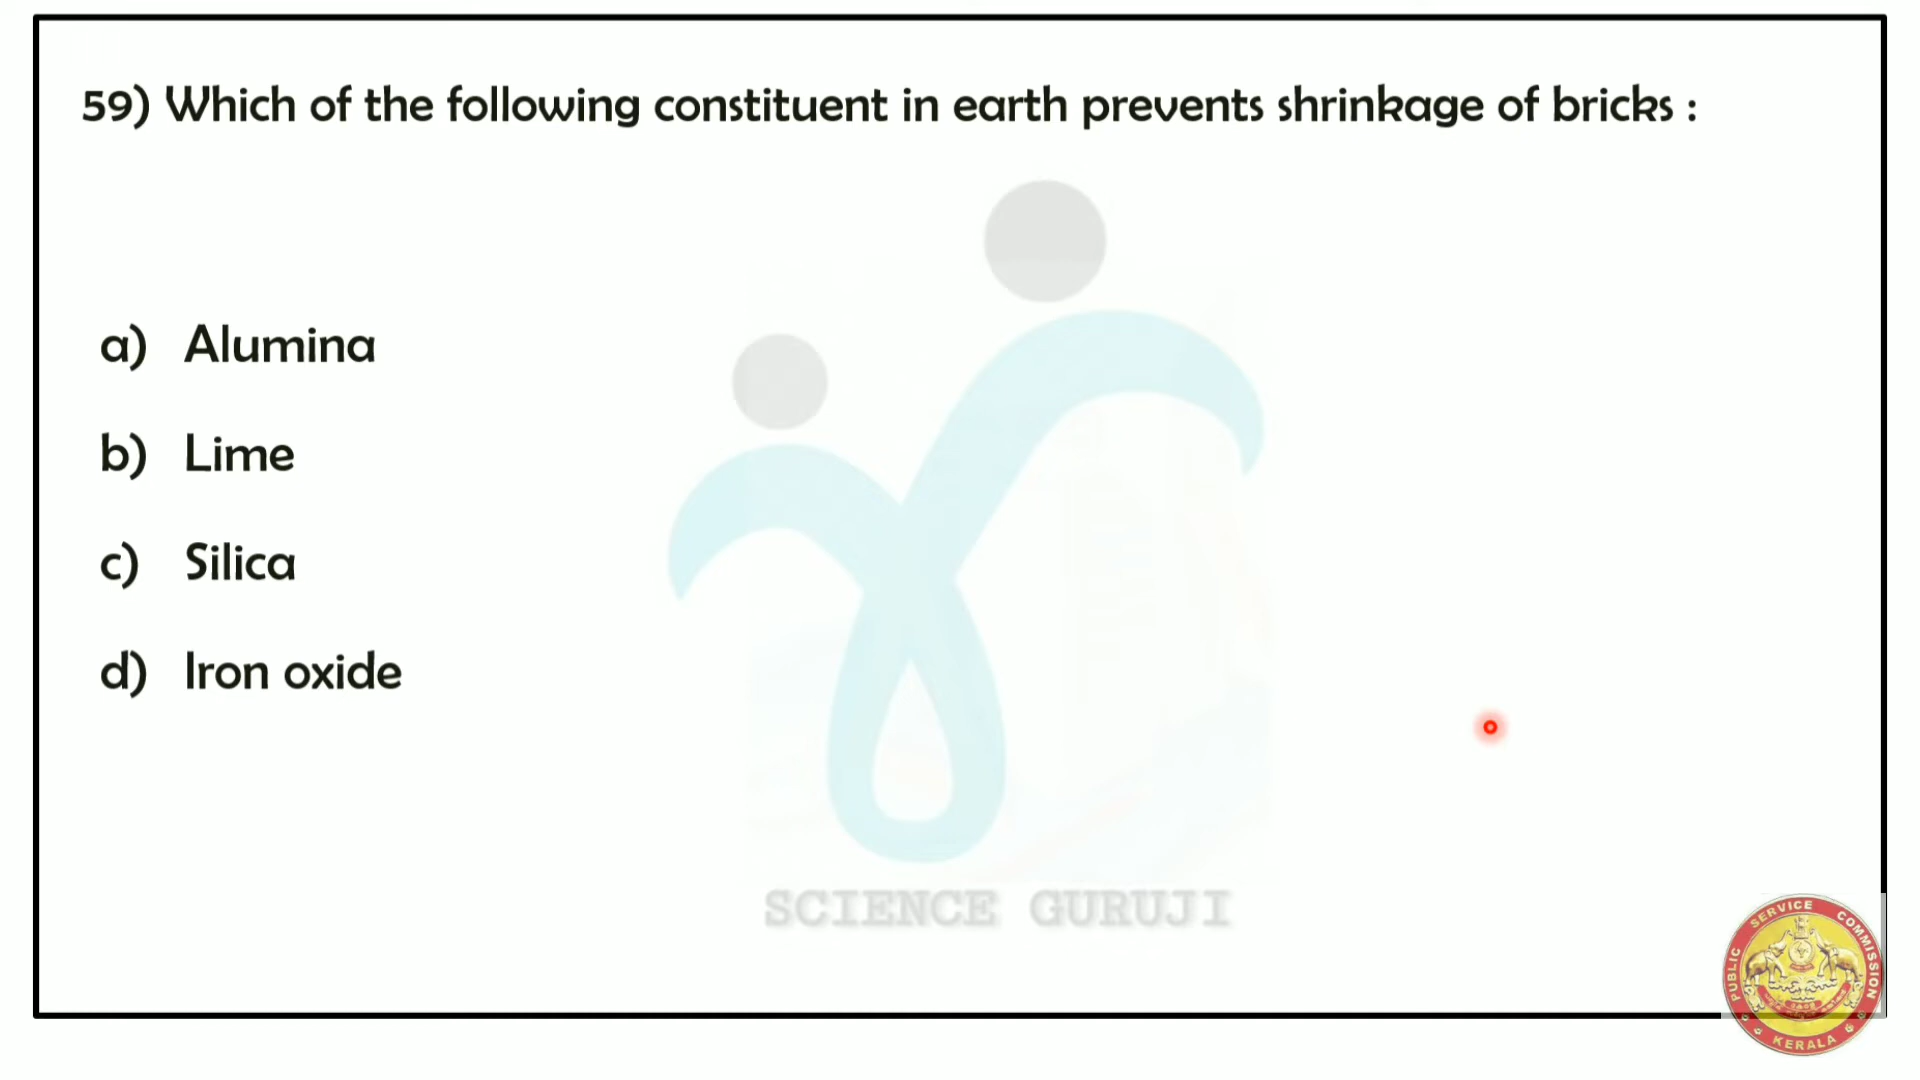 59) Which of the following constituent in earth prevents shrinkage of bricks :
a) Alumina
b) Lime
c) Silica
d) Iron oxide
SCIENCE GURUJI
PUBLIC SERVICE COMMISSION
KERALA